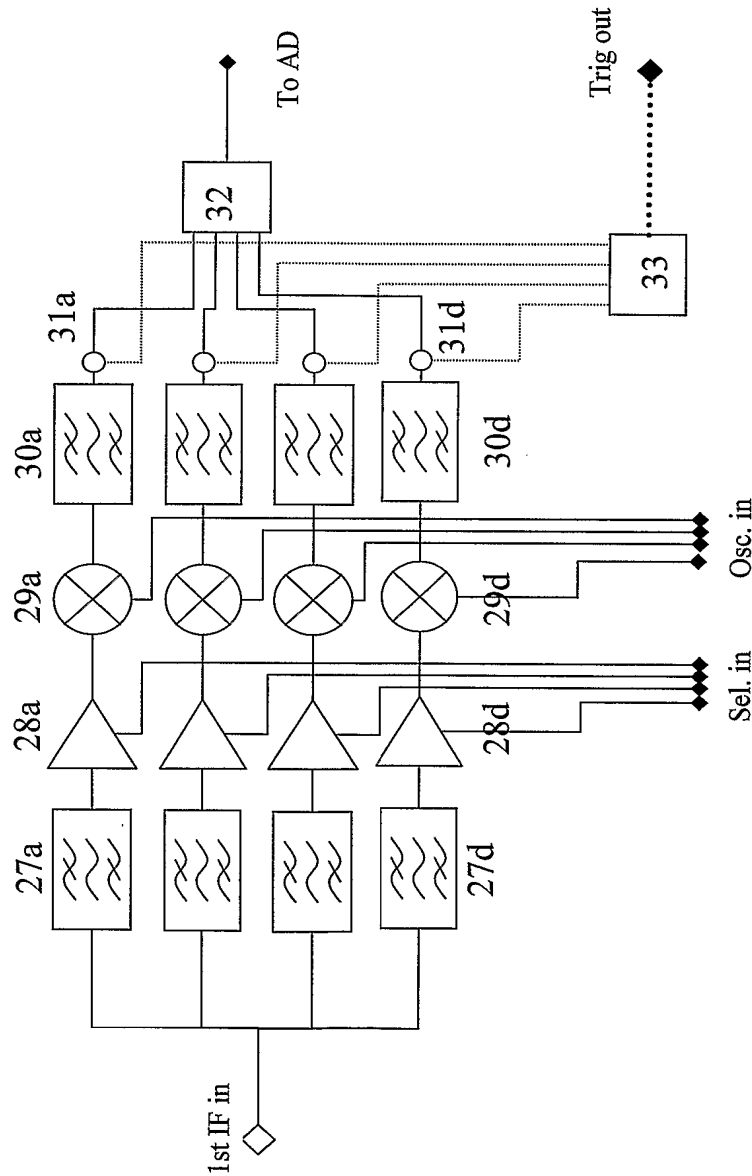 1st IF in
27a
28a
29a
30a
31a
32
To AD
27d
28d
29d
30d
31d
33
Trig out
Sel. in
Osc. in